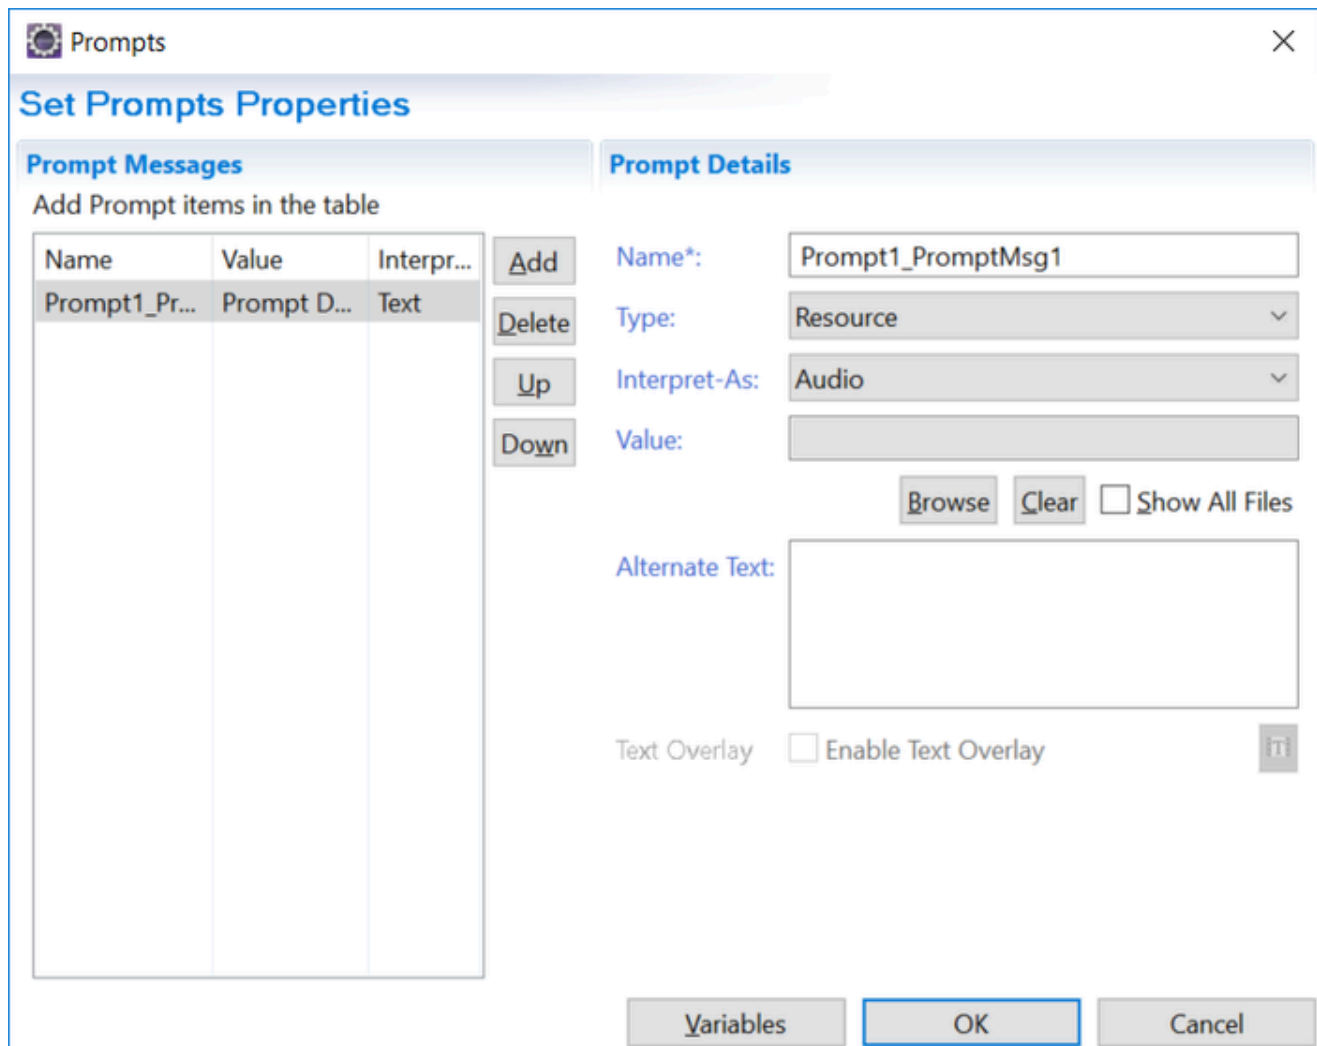 Prompts
Set Prompts Properties
Prompt Messages
Add Prompt items in the table
Name Value Interpr...
Prompt1_Pr... Prompt D... Text
Add
Delete
Up
Down
Prompt Details
Name*: Prompt1_PromptMsg1
Type: Resource
Interpret-As: Audio
Value:
Browse Clear Show All Files
Alternate Text:
Text Overlay Enable Text Overlay T
Variables OK Cancel